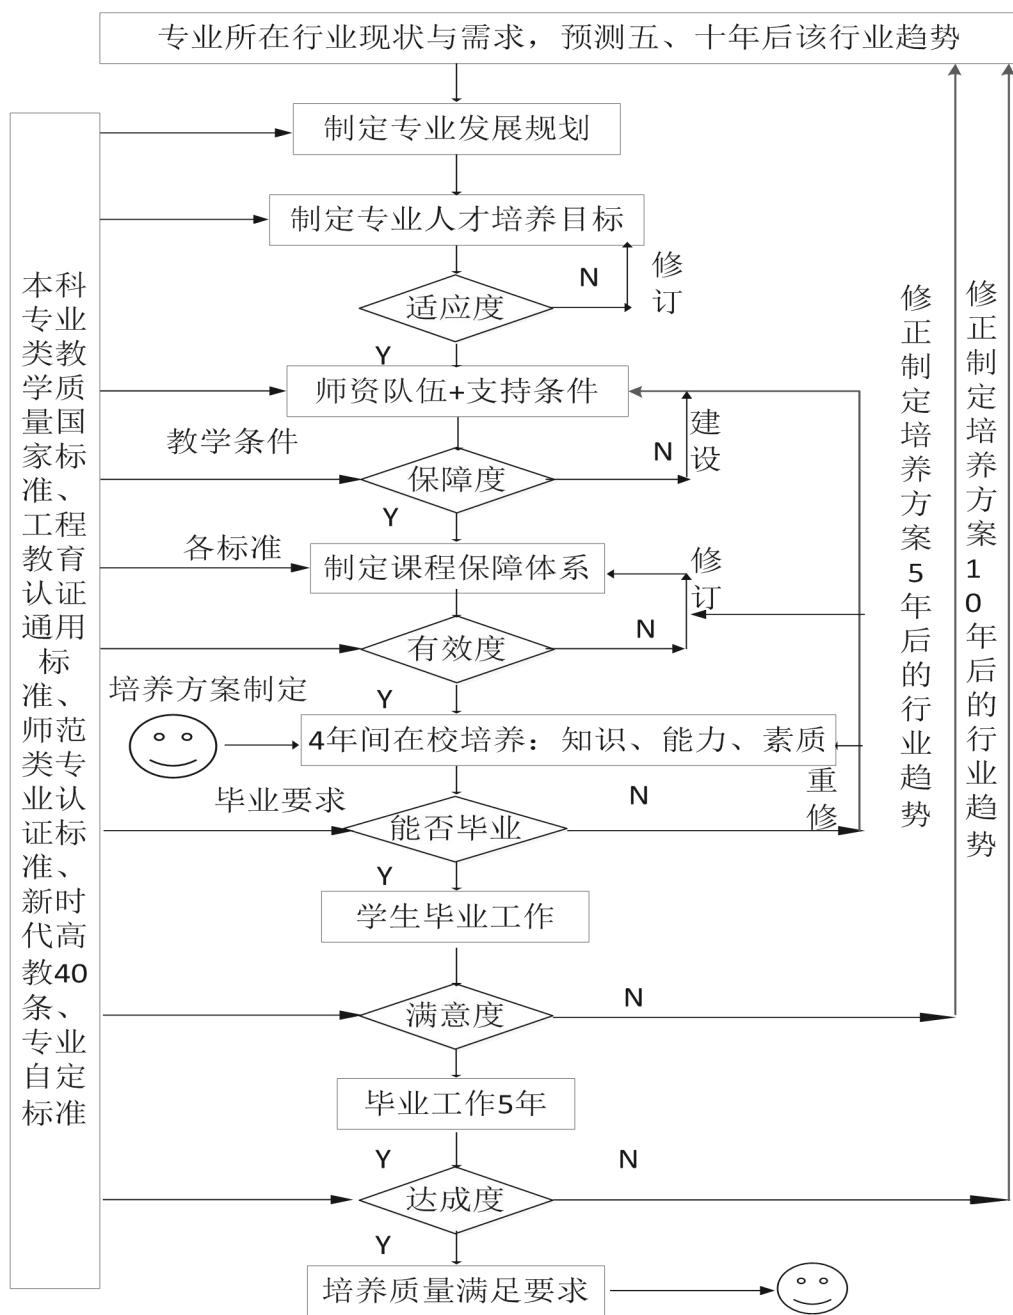 专业所在行业现状与需求，预测五、十年后该行业趋势
制定专业发展规划
制定专业人才培养目标
N
修
订
适应度
Y
师资队伍+支持条件
教学条件
建
设
N
保障度
Y
各标准
制定课程保障体系
修
订
N
有效度
培养方案制定
Y
4年间在校培养：知识、能力、素质
重
修
毕业要求
N
能否毕业
Y
学生毕业工作
N
满意度
毕业工作5年
Y
N
达成度
Y
培养质量满足要求
本科
专业
类教
学质
量国
家标
准、
工程
教育
认证
通用
标
准、
师范
类专
业认
证标
准、
新时
代高
教40
条、
专业
自定
标准
修正制定培养方案5年后的行业趋势
修正制定培养方案10年后的行业趋势